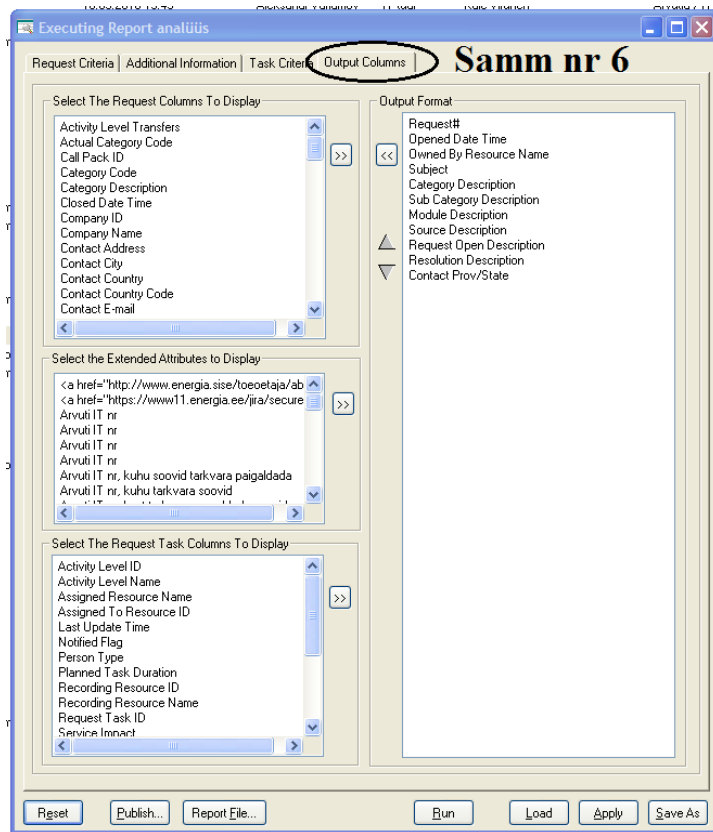 Executing Report analüüs
Request Criteria
Additional Information
Task Criteria
Output Columns
Samm nr 6
Select The Request Columns To Display
Activity Level Transfers
Actual Category Code
Call Pack ID
Category Code
Category Description
Closed Date Time
Company ID
Company Name
Contact Address
Contact City
Contact Country
Contact Country Code
Contact E-mail
>>
Select the Extended Attributes to Display
<a href="http://www.energia.sise/toeoetaja/ab
<a href="https://www11.energia.ee/jira/secure
Arvuti IT nr
Arvuti IT nr
Arvuti IT nr
Arvuti IT nr
Arvuti IT nr, kuhu soovid tarkvara paigaldada
Arvuti IT nr, kuhu tarkvara soovid
>>
Select The Request Task Columns To Display
Activity Level ID
Activity Level Name
Assigned Resource Name
Assigned To Resource ID
Last Update Time
Notified Flag
Person Type
Planned Task Duration
Recording Resource ID
Recording Resource Name
Request Task ID
Service Impact
>>
Output Format
<<
Request#
Opened Date Time
Owned By Resource Name
Subject
Category Description
Sub Category Description
Module Description
Source Description
Request Open Description
Resolution Description
Contact Prov/State
Reset
Publish...
Report File...
Run
Load
Apply
Save As